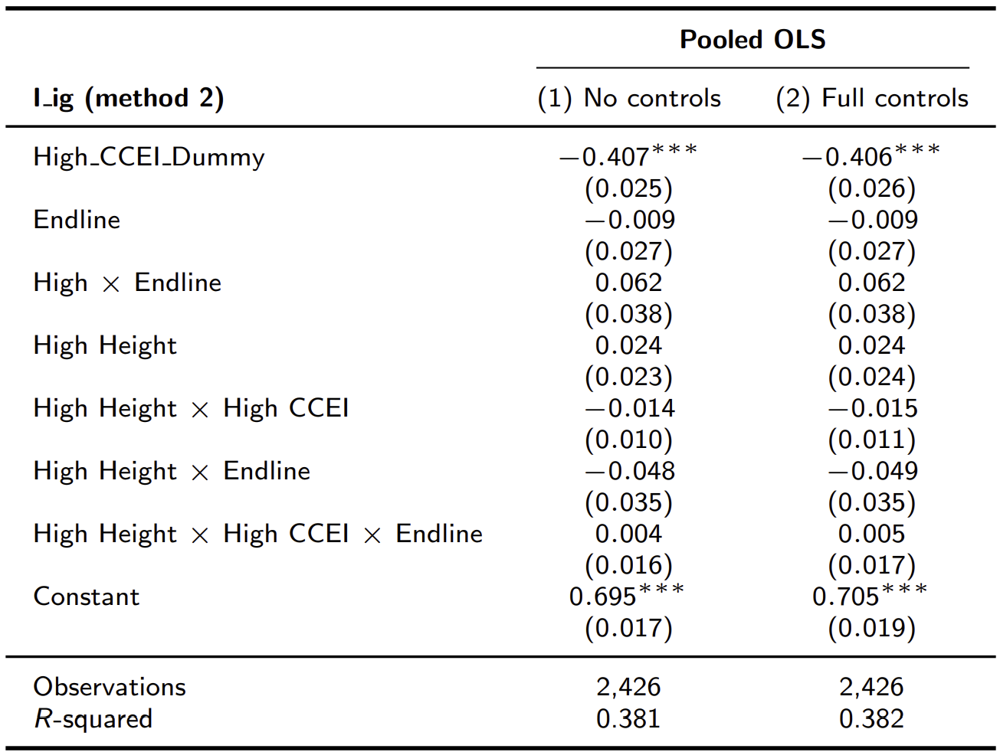 Pooled OLS
I_ig (method 2) (1) No controls (2) Full controls
High_CCEI_Dummy −0.407*** −0.406***
(0.025) (0.026)
Endline −0.009 −0.009
(0.027) (0.027)
High × Endline 0.062 0.062
(0.038) (0.038)
High Height 0.024 0.024
(0.023) (0.024)
High Height × High CCEI −0.014 −0.015
(0.010) (0.011)
High Height × Endline −0.048 −0.049
(0.035) (0.035)
High Height × High CCEI × Endline 0.004 0.005
(0.016) (0.017)
Constant 0.695*** 0.705***
(0.017) (0.019)
Observations 2,426 2,426
R-squared 0.381 0.382